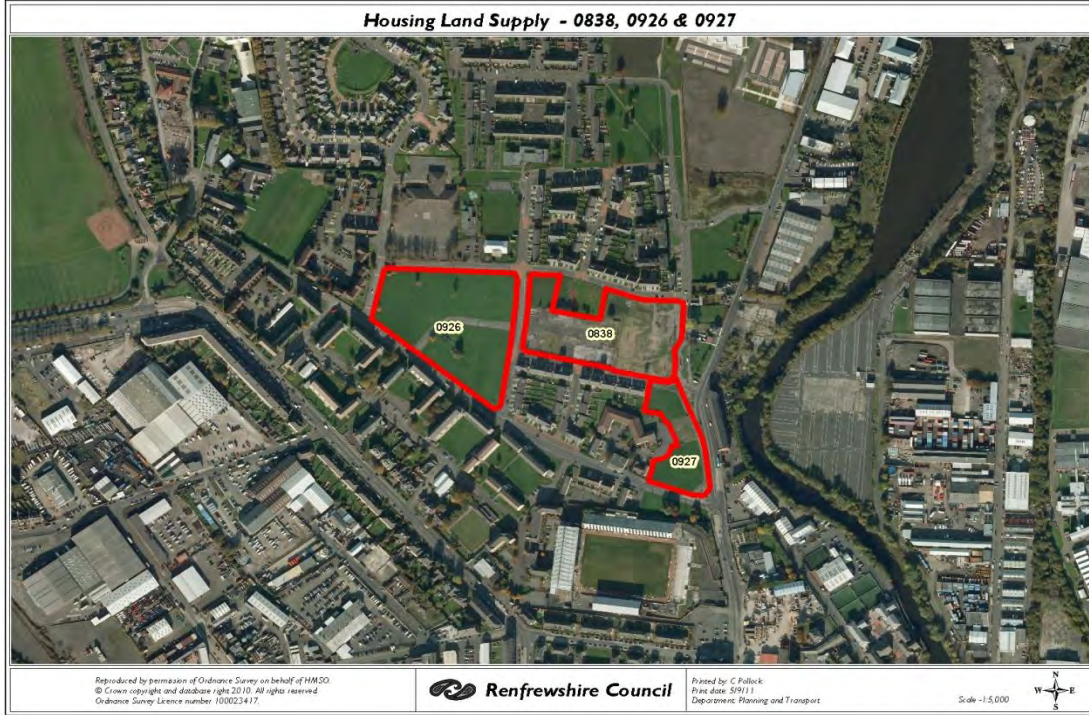 Housing Land Supply - 0838, 0926 & 0927
0926
0838
0927
Reproduced by permission of Ordnance Survey on behalf of HMSO.
© Crown copyright and database right 2010. All rights reserved.
Ordnance Survey Licence number 100023417.
Renfrewshire Council
Printed by: C Pollock
Print date: 5/9/11
Department: Planning and Transport
Scale -1:5,000
N
W E
S